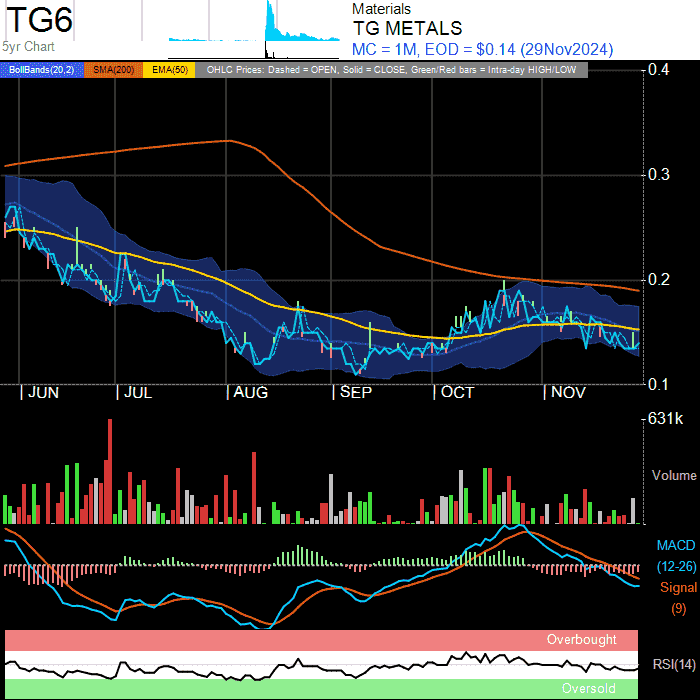 TG6
5yr Chart
Materials
TG METALS
MC = 1M, EOD = $0.14 (29Nov2024)
BollBands(20,2) SMA(200) EMA(50) OHLC Prices: Dashed = OPEN, Solid = CLOSE, Green/Red bars = Intra-day HIGH/LOW
0.4
0.3
0.2
0.1
| JUN | JUL | AUG | SEP | OCT | NOV
631k
Volume
MACD
(12-26)
Signal
(9)
Overbought
RSI(14)
Oversold